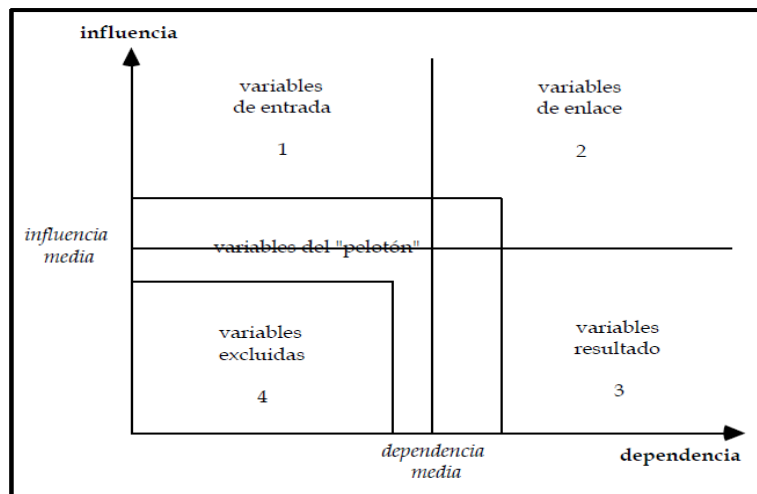 influencia
variables
de entrada
1
variables
de enlace
2
influencia
media
variables del "pelotón"
variables
excluidas
4
variables
resultado
3
dependencia
media
dependencia